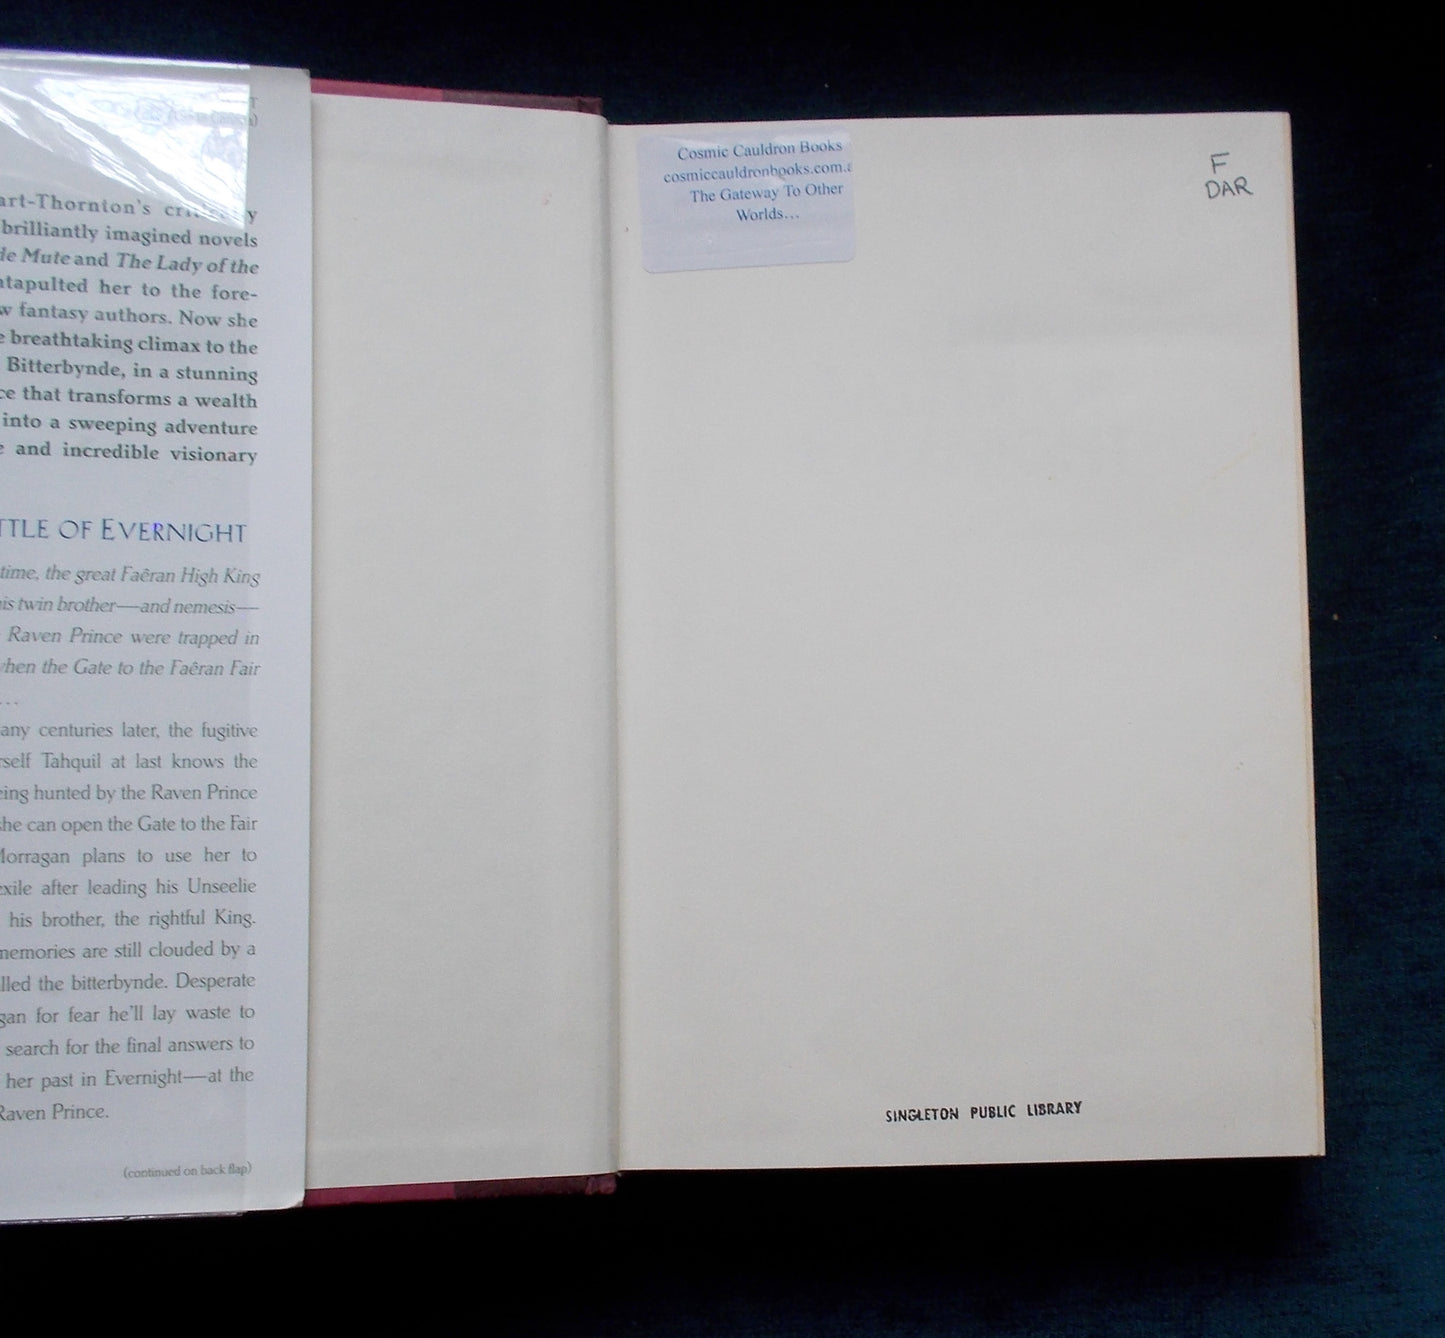 art-Thornton's
brilliantly imagined novels
de Mute and The Lady of the
atapulted her to the fore-
w fantasy authors. Now she
e breathtaking climax to the
Bitterbynde, in a stunning
ce that transforms a wealth
into a sweeping adventure
e and incredible visionary
TTLE OF EVERNIGHT
time, the great Faêran High King
his twin brother—and nemesis—
Raven Prince were trapped in
when the Gate to the Faêran Fair
...
any centuries later, the fugitive
rself Tahquil at last knows the
eing hunted by the Raven Prince
she can open the Gate to the Fair
Morragan plans to use her to
exile after leading his Unseelie
his brother, the rightful King.
memories are still clouded by a
lled the bitterbynde. Desperate
gan for fear he'll lay waste to
search for the final answers to
her past in Evernight—at the
Raven Prince.
(continued on back flap)
Cosmic Cauldron Books
cosmiccauldronbooks.com.a
The Gateway To Other
Worlds...
F
DAR
SINGLETON PUBLIC LIBRARY